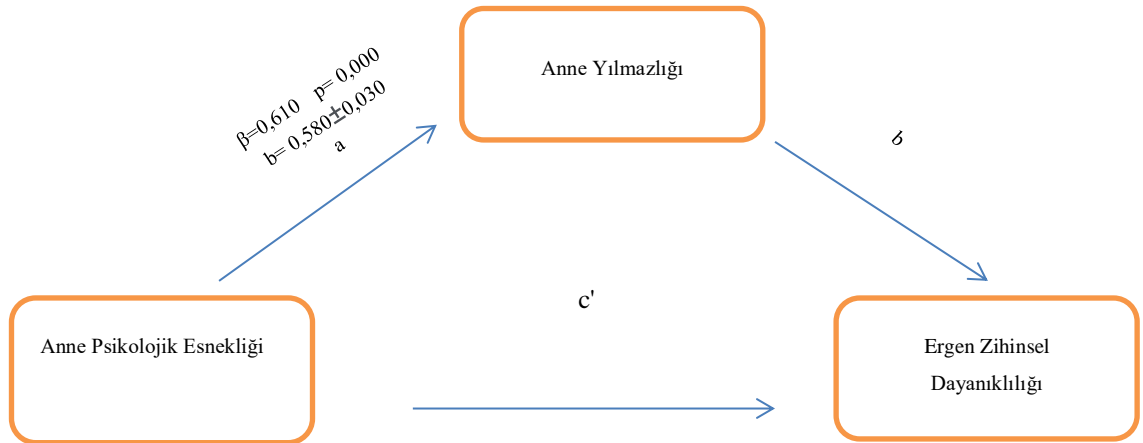 Anne Yılmazlığı
β=0,610 p= 0,000
b= 0,580±0,030
a
b
c'
Anne Psikolojik Esnekliği
Ergen Zihinsel
Dayanıklılığı